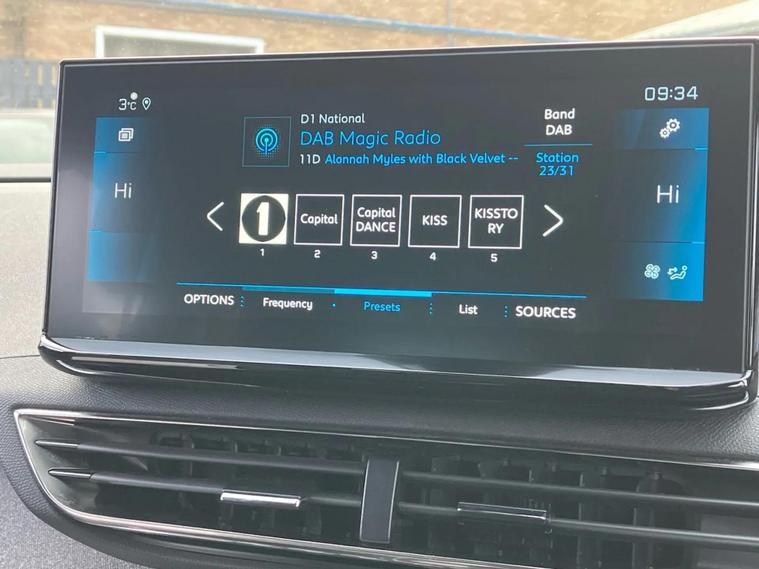 3°C
09:34
D1 National
DAB Magic Radio
11D Alannah Myles with Black Velvet --
Band
DAB
Station
23/31
Hi
Hi
1
Capital
Capital
DANCE
KISS
KISSTO
RY
1
2
3
4
5
OPTIONS
Frequency
Presets
List
SOURCES